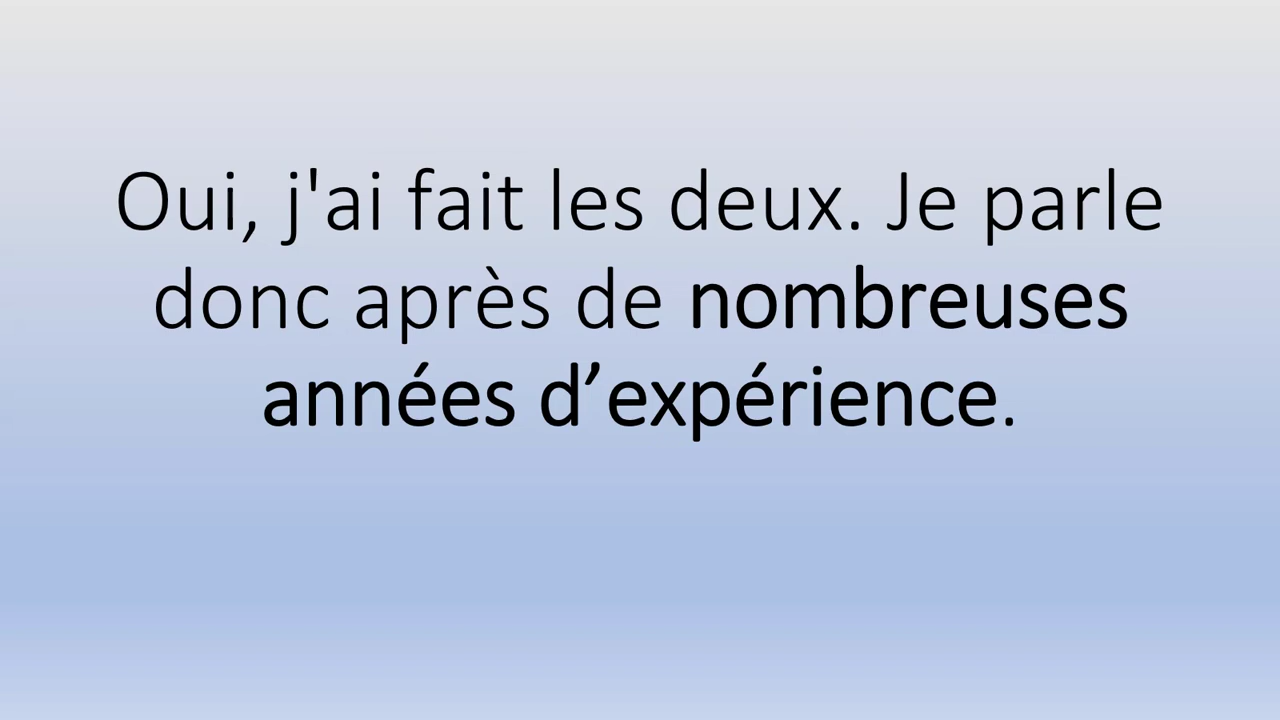 Oui, j'ai fait les deux. Je parle
donc après de nombreuses
années d’expérience.